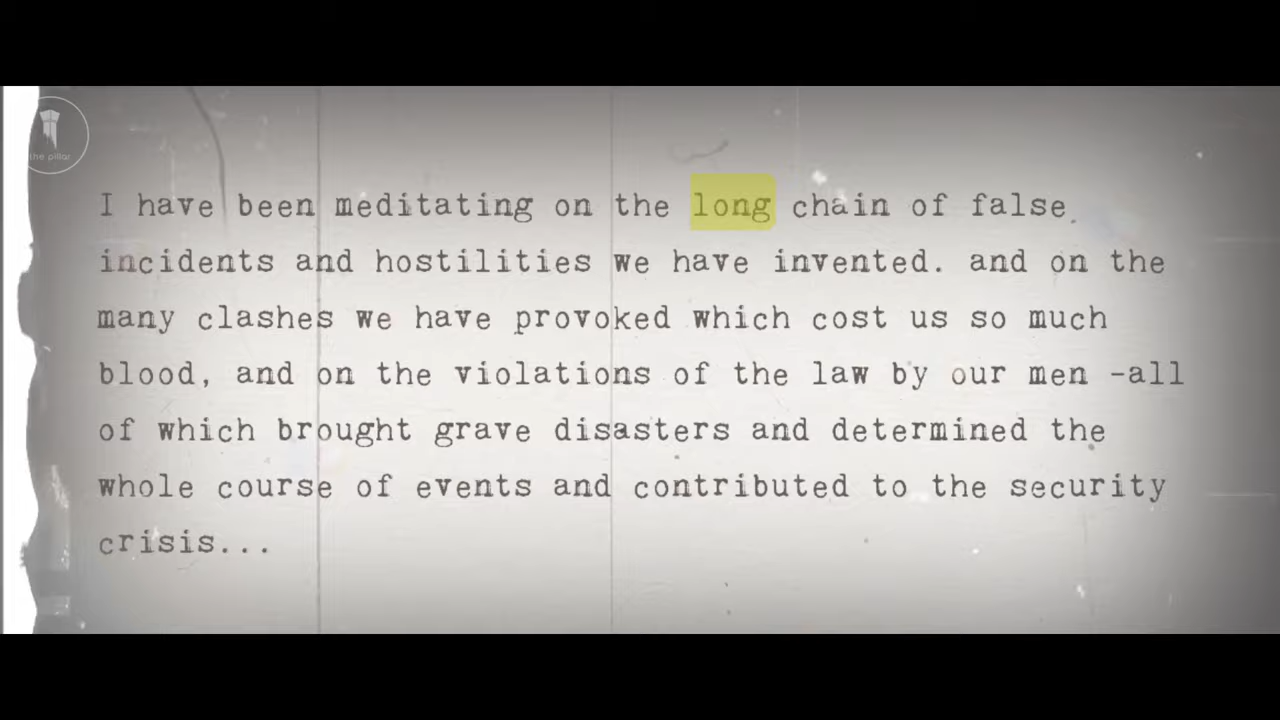 the pillar
I have been meditating on the long chain of false
incidents and hostilities we have invented. and on the
many clashes we have provoked which cost us so much
blood, and on the violations of the law by our men -all
of which brought grave disasters and determined the
whole course of events and contributed to the security
crisis...